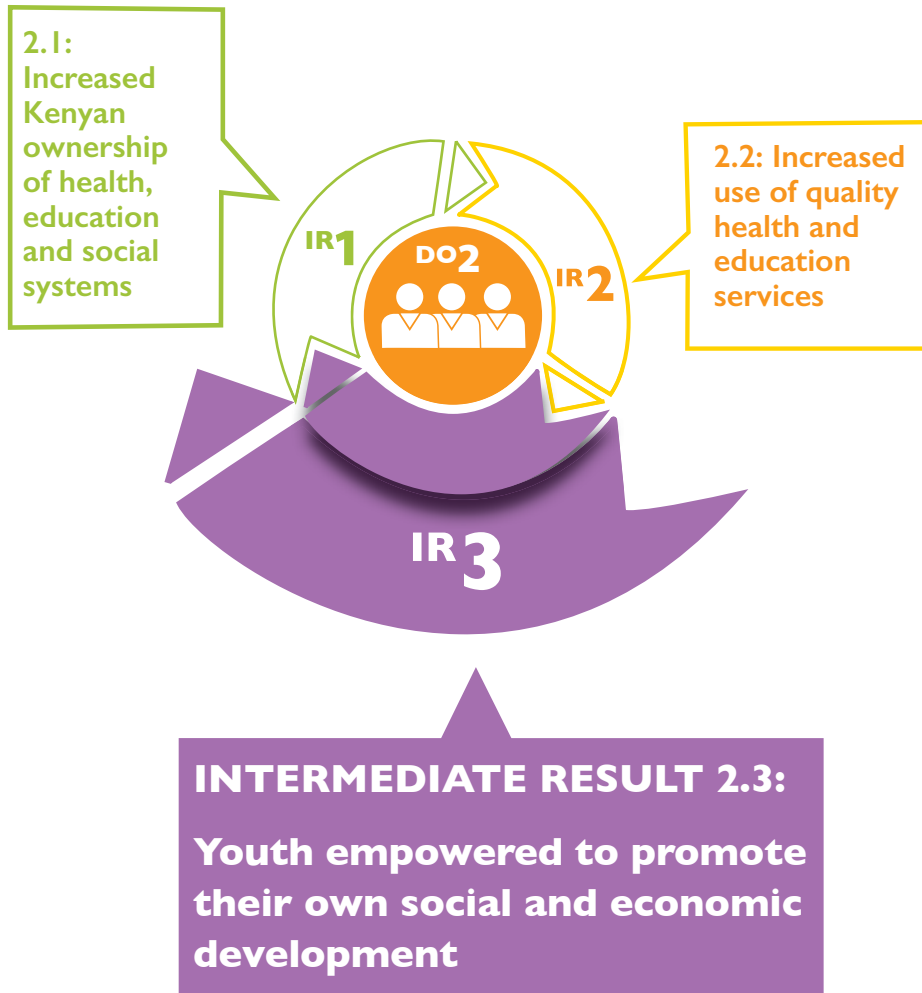 2.1:
Increased
Kenyan
ownership
of health,
education
and social
systems
2.2: Increased
use of quality
health and
education
services
IR1
DO2
IR2
IR3
INTERMEDIATE RESULT 2.3:
Youth empowered to promote
their own social and economic
development